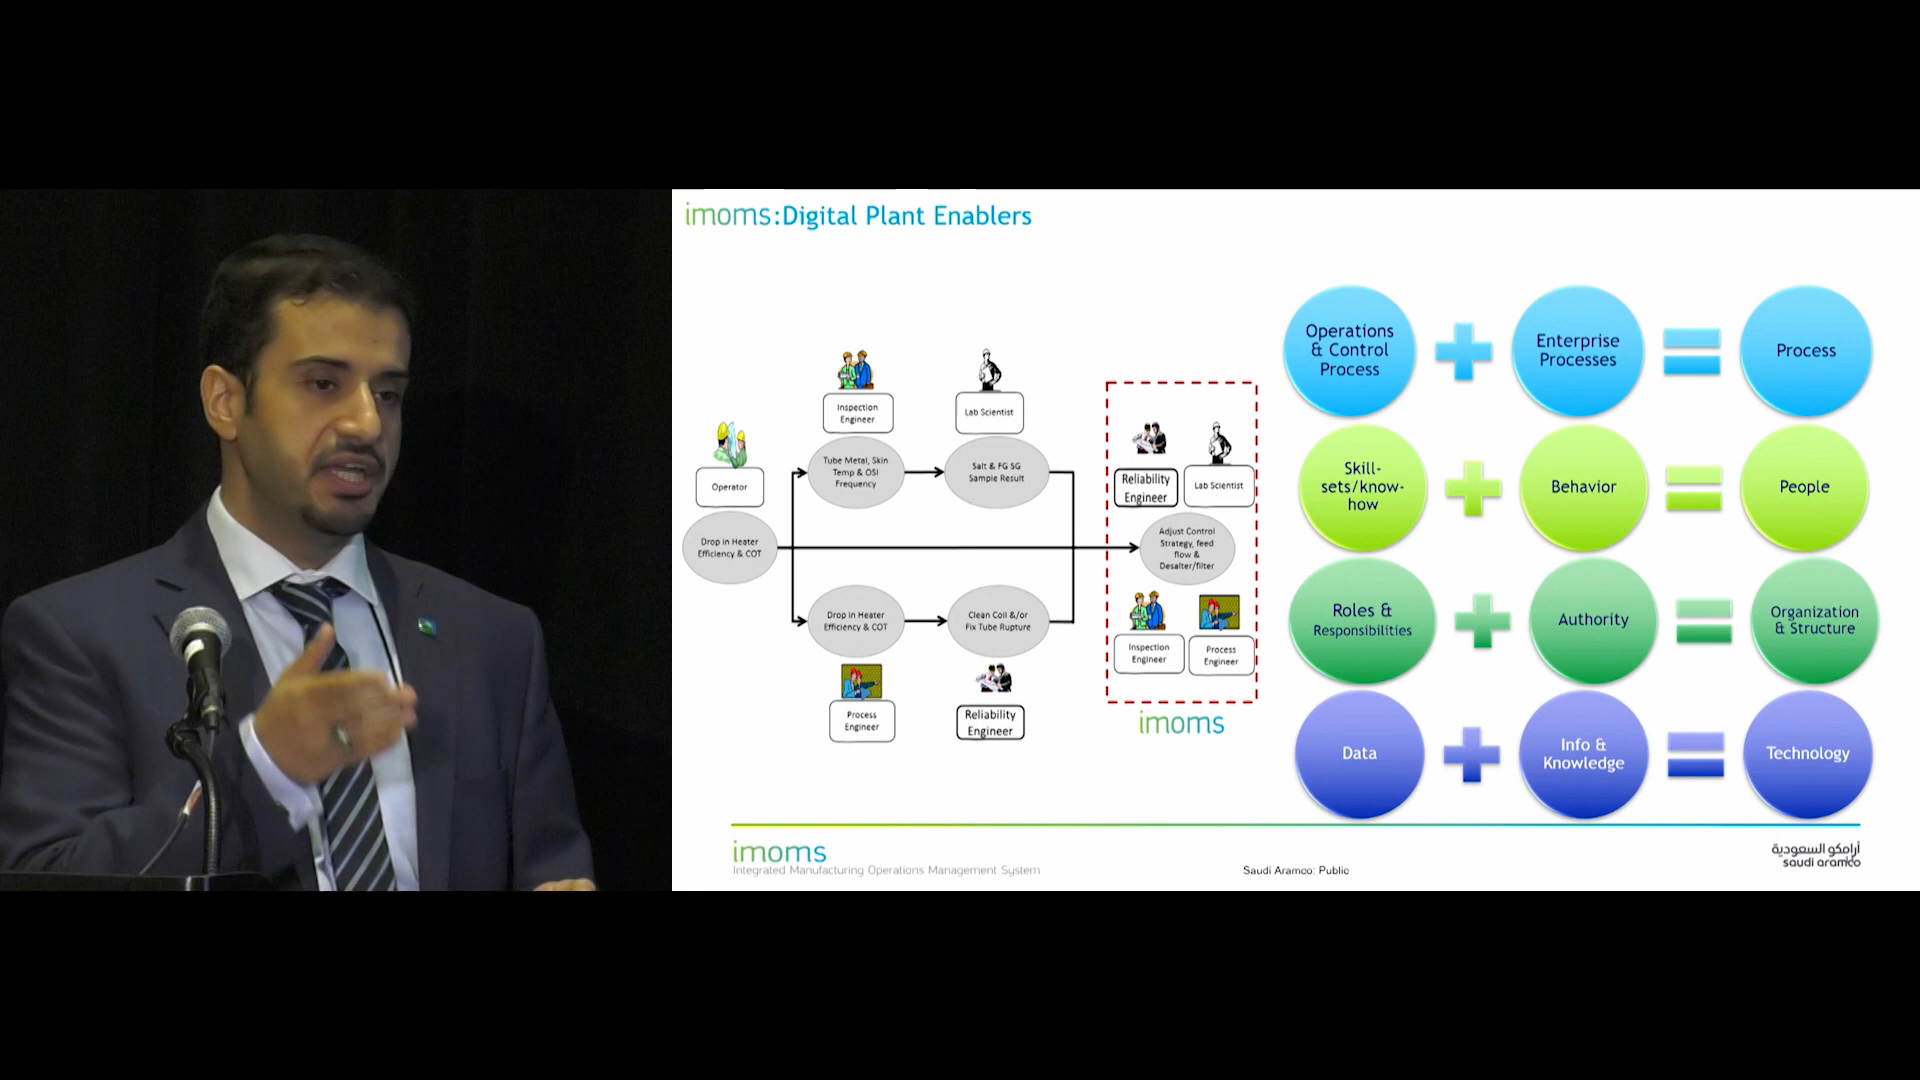 imoms:Digital Plant Enablers
Inspection
Engineer
Lab Scientist
Operator
Tube Metal, Skin
Temp & OSI
Frequency
Salt & FG SG
Sample Result
Drop in Heater
Efficiency & COT
Drop in Heater
Efficiency & COT
Clean Coil &/or
Fix Tube Rupture
Process
Engineer
Reliability
Engineer
Reliability
Engineer
Lab Scientist
Adjust Control
Strategy, feed
flow &
Desalter/filter
Inspection
Engineer
Process
Engineer
imoms
Operations
& Control
Process
Enterprise
Processes
Process
Skill-
sets/know-
how
Behavior
People
Roles &
Responsibilities
Authority
Organization
& Structure
Data
Info &
Knowledge
Technology
imoms
Integrated Manufacturing Operations Management System
Saudi Aramco: Public
أرامكو السعودية
saudi aramco